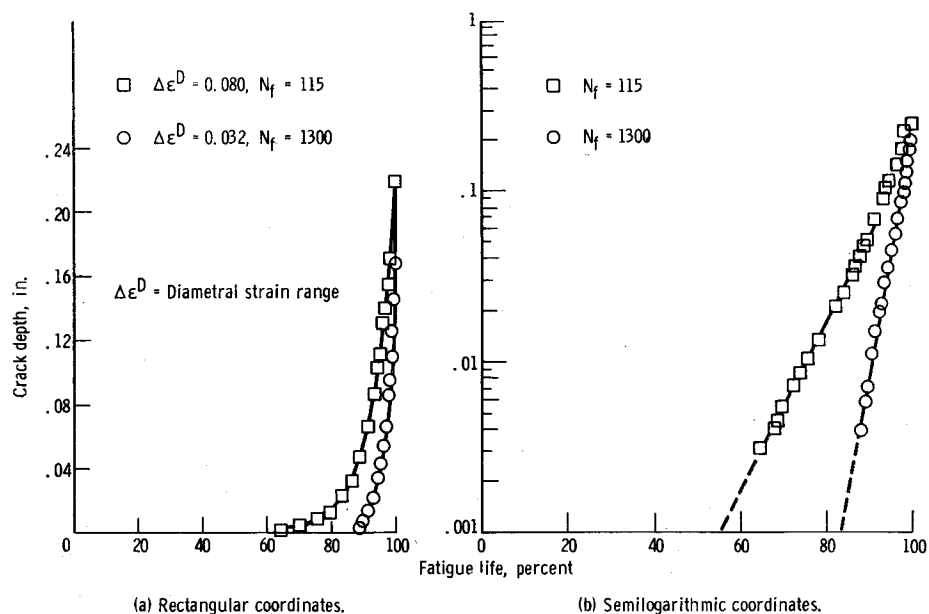 Δε^D = 0.080, N_f = 115
Δε^D = 0.032, N_f = 1300
Δε^D = Diametral strain range
Crack depth, in.
.24
.20
.16
.12
.08
.04
0
20
40
60
80
100
(a) Rectangular coordinates.
N_f = 115
N_f = 1300
1
.1
.01
.001
0
20
40
60
80
100
Fatigue life, percent
(b) Semilogarithmic coordinates.